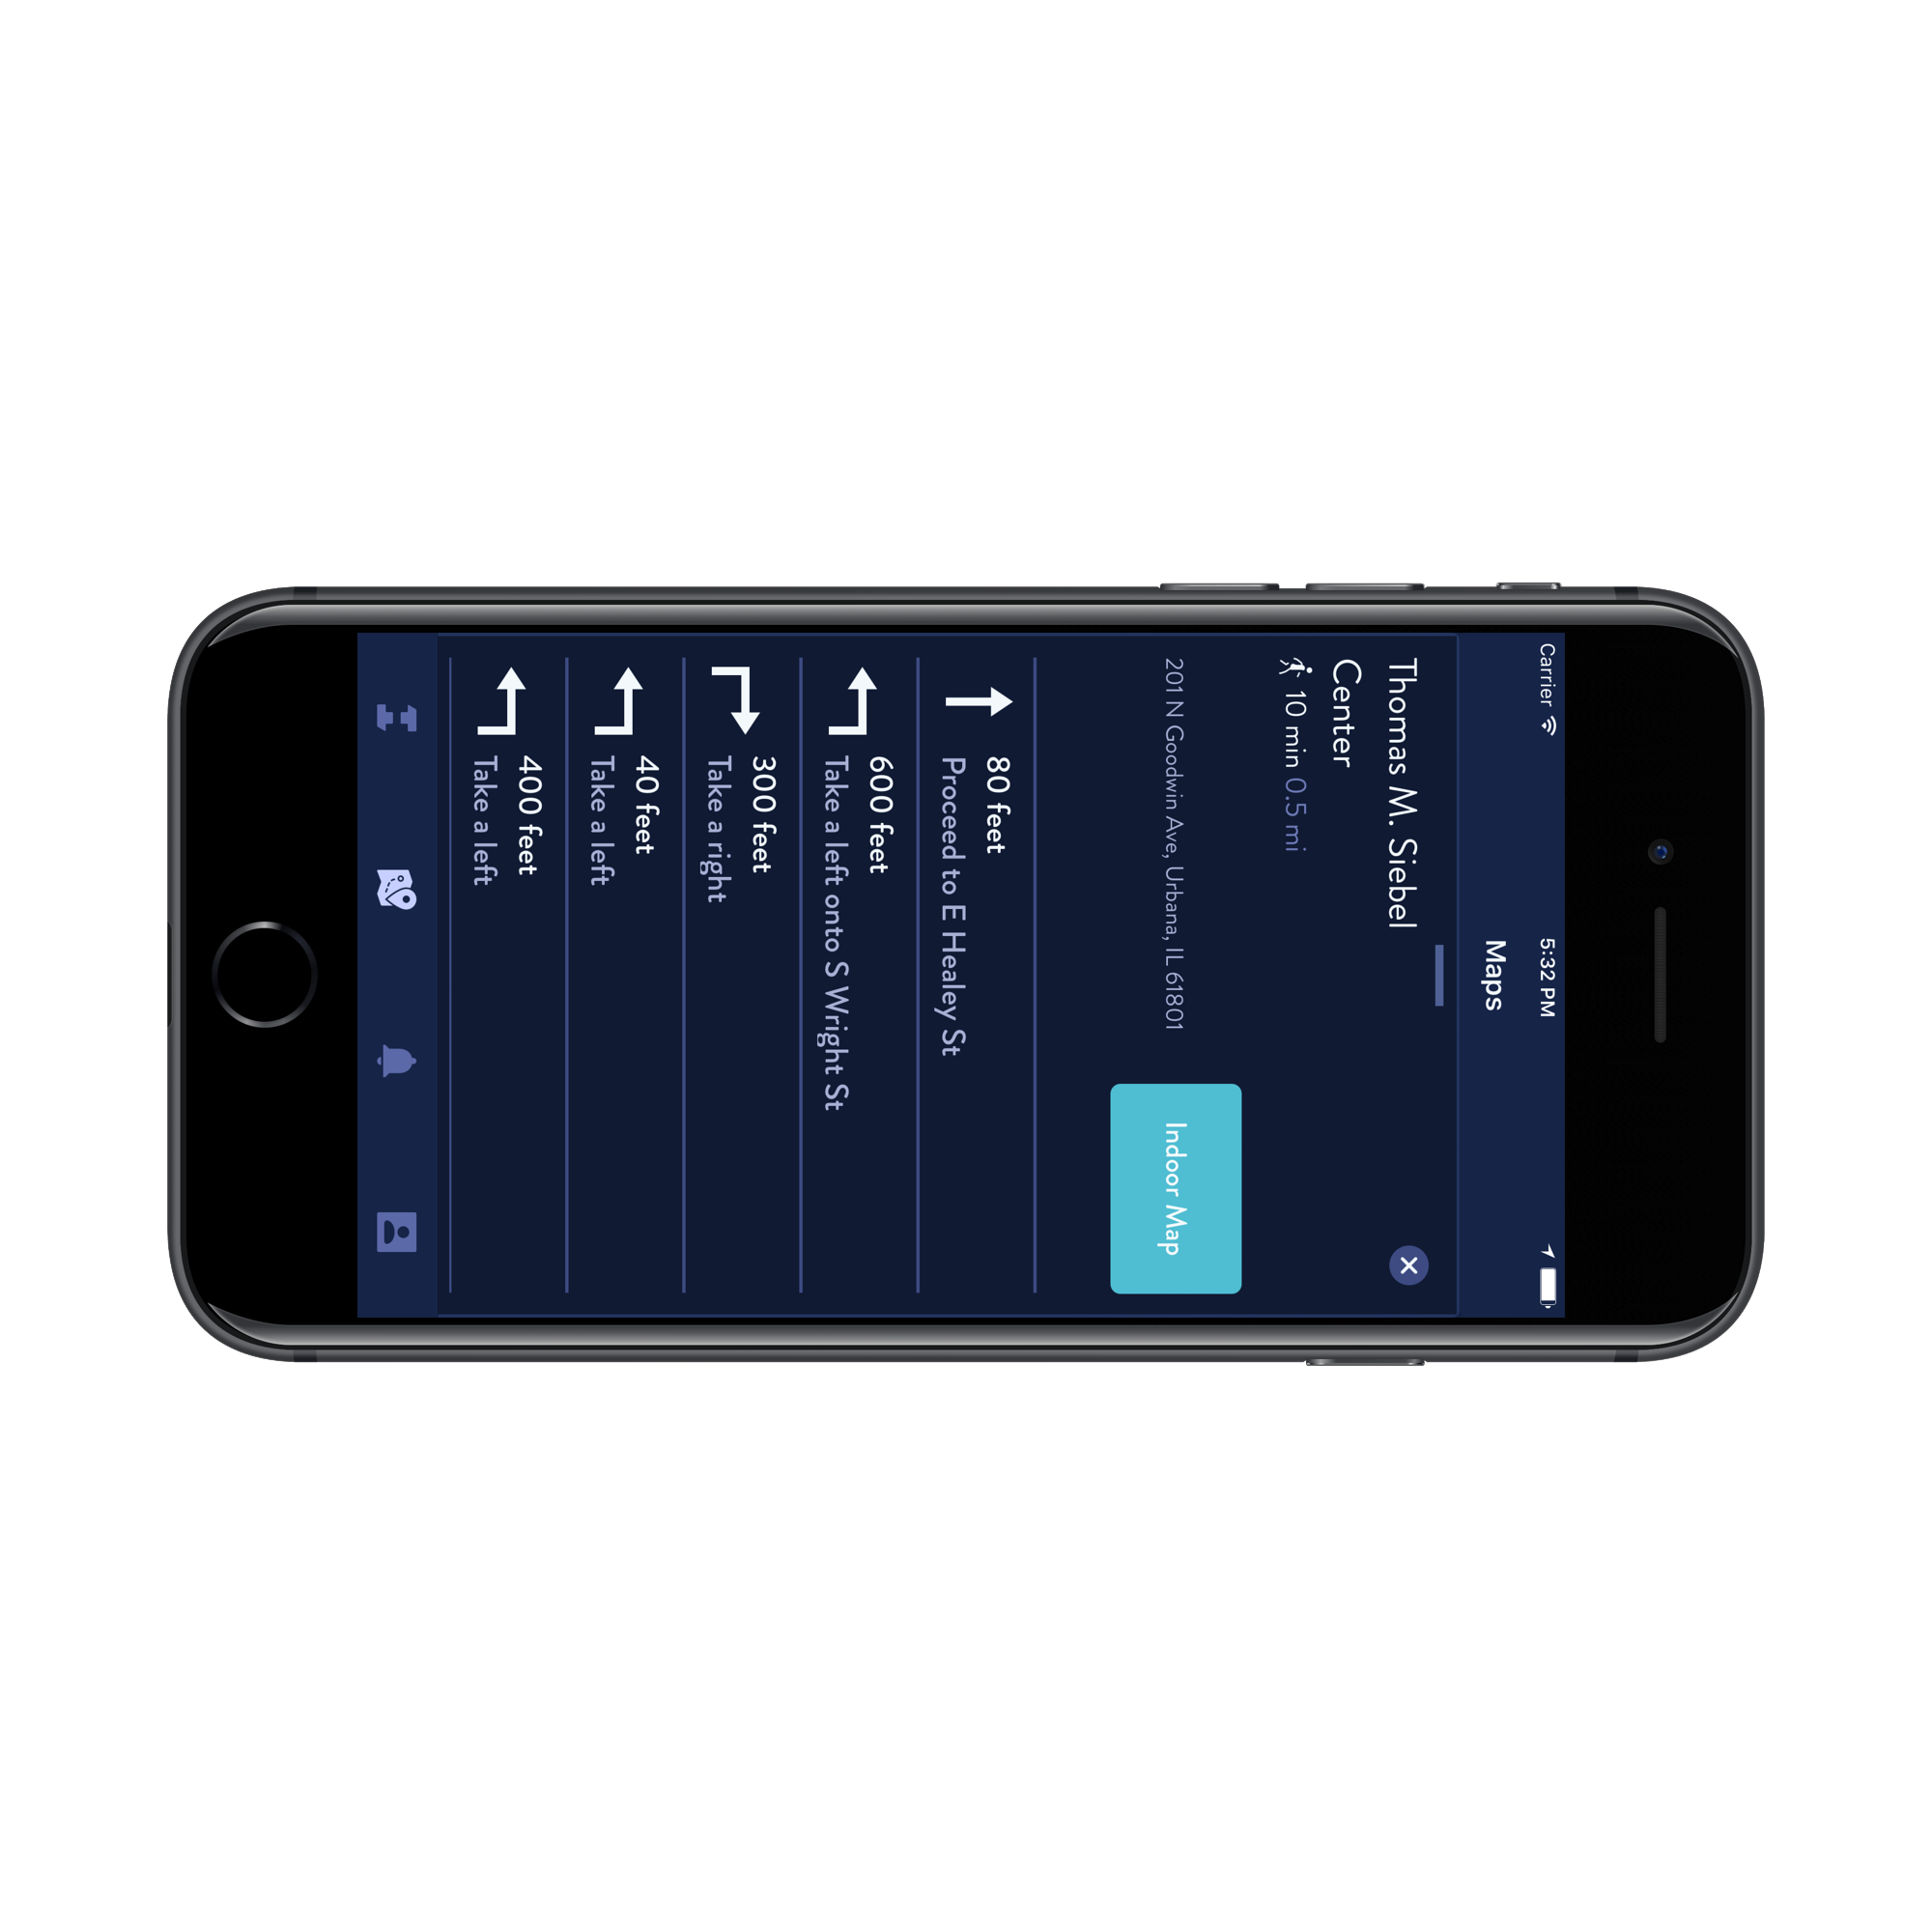 Carrier 5:32 PM
Maps
Thomas M. Siebel
Center
10 min 0.5 mi
201 N Goodwin Ave, Urbana, IL 61801
Indoor Map
80 feet
Proceed to E Healey St
600 feet
Take a left onto S Wright St
300 feet
Take a right
40 feet
Take a left
400 feet
Take a left